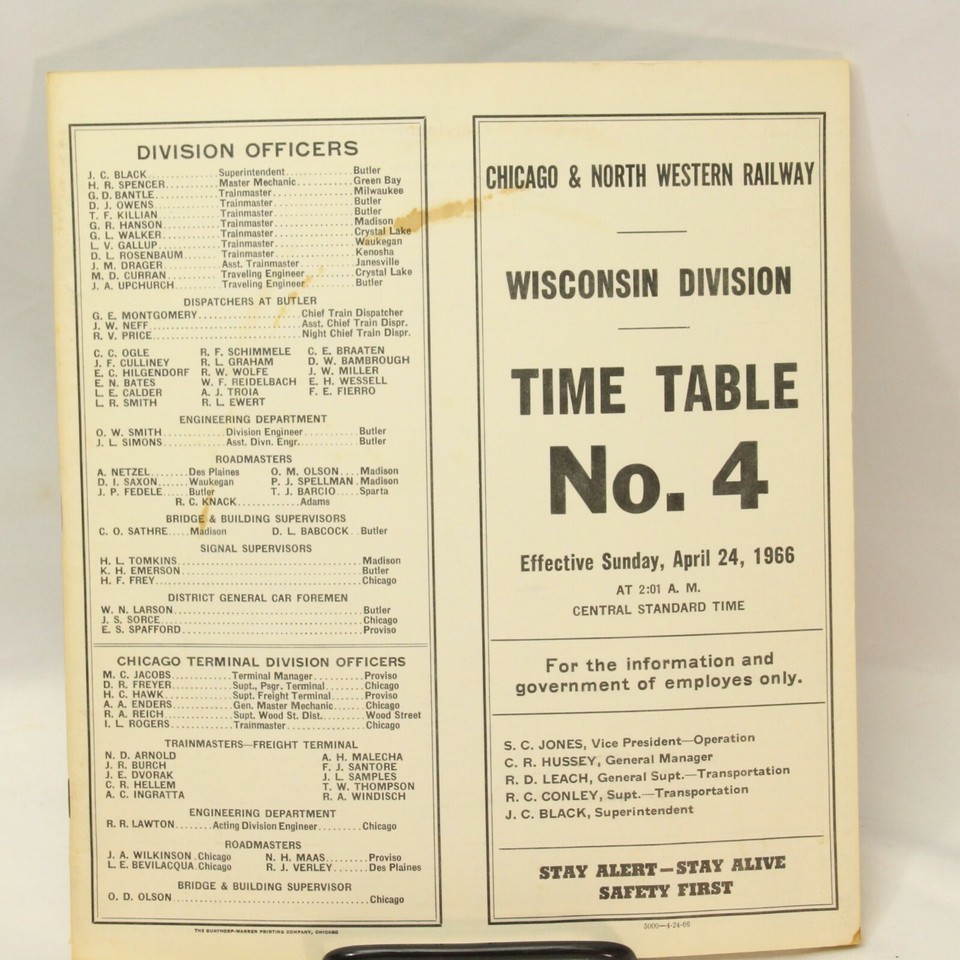 DIVISION OFFICERS
J. C. BLACK....................Superintendent....................Butler
H. R. SPENCER....................Master Mechanic....................Green Bay
G. D. BANTLE....................Trainmaster....................Milwaukee
D. J. OWENS....................Trainmaster....................Butler
T. F. KILLIAN....................Trainmaster....................Butler
G. R. HANSON....................Trainmaster....................Madison
G. L. WALKER....................Trainmaster....................Crystal Lake
L. V. GALLUP....................Trainmaster....................Waukegan
D. L. ROSENBAUM....................Trainmaster....................Kenosha
J. M. DRAGER....................Asst. Trainmaster....................Janesville
M. D. CURRAN....................Traveling Engineer....................Crystal Lake
J. A. UPCHURCH....................Traveling Engineer....................Butler
DISPATCHERS AT BUTLER
G. E. MONTGOMERY....................Chief Train Dispatcher
J. W. NEFF....................Asst. Chief Train Dispr.
R. V. PRICE....................Night Chief Train Dispr.
C. C. OGLE R. F. SCHIMMELE C. E. BRAATEN
J. F. CULLINEY R. L. GRAHAM D. W. BAMBROUGH
E. C. HILGENDORF R. W. WOLFE J. W. MILLER
E. N. BATES W. F. REIDELBACH E. H. WESSELL
L. E. CALDER A. J. TROIA F. E. FIERRO
L. R. SMITH R. L. EWERT
ENGINEERING DEPARTMENT
O. W. SMITH....................Division Engineer....................Butler
J. L. SIMONS....................Asst. Divn. Engr.....................Butler
ROADMASTERS
A. NETZEL........Des Plaines O. M. OLSON....Madison
D. I. SAXON........Waukegan P. J. SPELLMAN.Madison
J. P. FEDELE......Butler T. J. BARCIO.....Sparta
R. C. KNACK............Adams
BRIDGE & BUILDING SUPERVISORS
C. O. SATHRE.....Madison D. L. BABCOCK..Butler
SIGNAL SUPERVISORS
H. L. TOMKINS....................Madison
K. H. EMERSON....................Butler
H. F. FREY....................Chicago
DISTRICT GENERAL CAR FOREMEN
W. N. LARSON....................Butler
J. S. SORCE....................Chicago
E. S. SPAFFORD....................Proviso
CHICAGO TERMINAL DIVISION OFFICERS
M. C. JACOBS....................Terminal Manager....................Proviso
D. R. FREYER....................Supt., Psgr. Terminal....................Chicago
H. C. HAWK....................Supt. Freight Terminal....................Proviso
A. A. ENDERS....................Gen. Master Mechanic....................Chicago
R. A. REICH....................Supt. Wood St. Dist.....................Wood Street
I. L. ROGERS....................Trainmaster....................Chicago
TRAINMASTERS—FREIGHT TERMINAL
N. D. ARNOLD A. H. MALECHA
J. R. BURCH F. J. SANTORE
J. E. DVORAK J. L. SAMPLES
C. R. HELLEM T. W. THOMPSON
A. C. INGRATTA R. A. WINDISCH
ENGINEERING DEPARTMENT
R. R. LAWTON........Acting Division Engineer........Chicago
ROADMASTERS
J. A. WILKINSON.Chicago N. H. MAAS........Proviso
L. E. BEVILACQUA.Chicago R. J. VERLEY.......Des Plaines
BRIDGE & BUILDING SUPERVISOR
O. D. OLSON....................Chicago
THE GUNTHORP-WARREN PRINTING COMPANY, CHICAGO
CHICAGO & NORTH WESTERN RAILWAY
WISCONSIN DIVISION
TIME TABLE
No. 4
Effective Sunday, April 24, 1966
AT 2:01 A. M.
CENTRAL STANDARD TIME
For the information and
government of employes only.
S. C. JONES, Vice President—Operation
C. R. HUSSEY, General Manager
R. D. LEACH, General Supt.—Transportation
R. C. CONLEY, Supt.—Transportation
J. C. BLACK, Superintendent
STAY ALERT—STAY ALIVE
SAFETY FIRST
5000—4-24-66